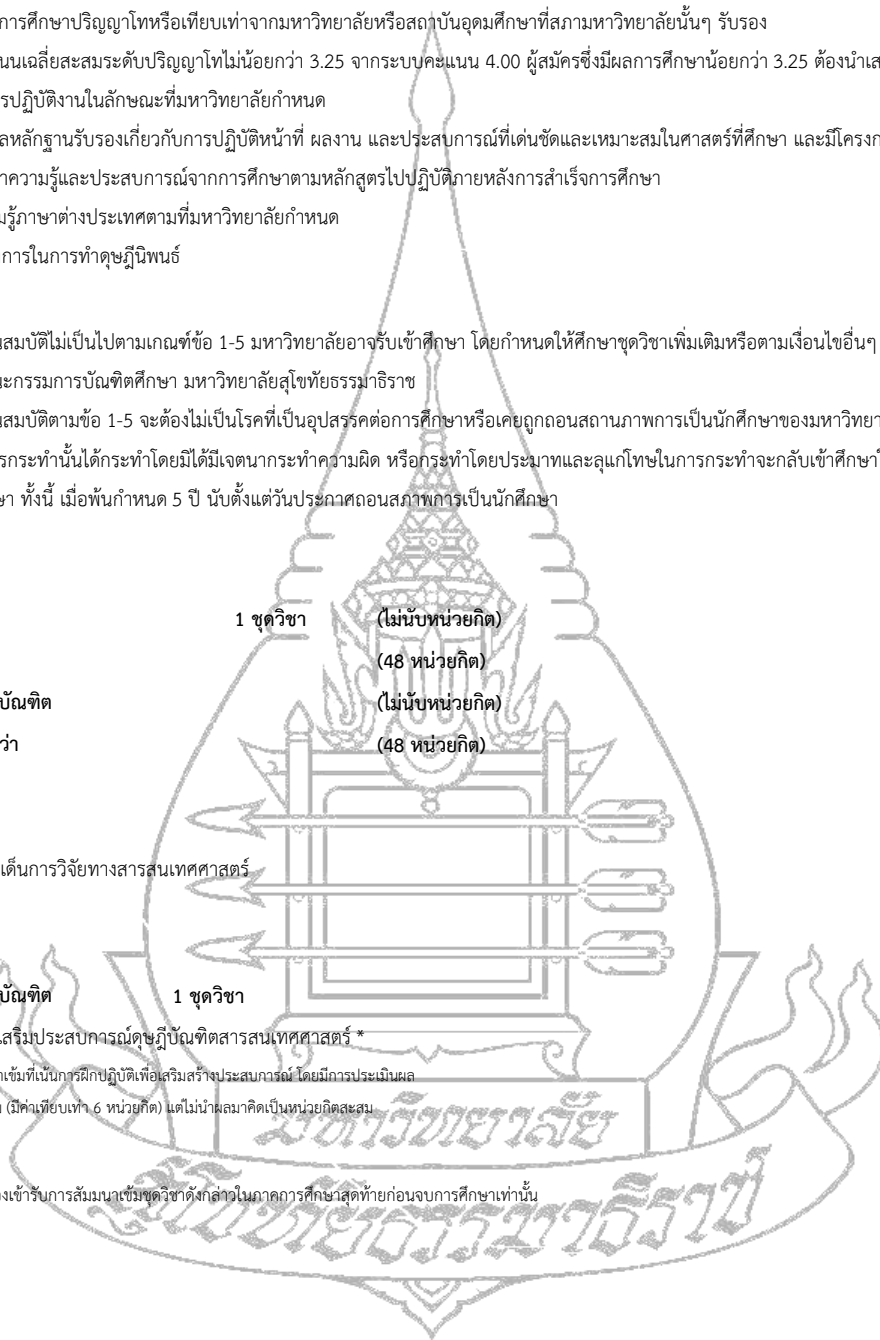 การศึกษาปริญญาโทหรือเทียบเท่าจากมหาวิทยาลัยหรือสถาบันอุดมศึกษาที่สภามหาวิทยาลัยนั้นๆ รับรอง
นนเฉลี่ยสะสมระดับปริญญาโทไม่น้อยกว่า 3.25 จากระบบคะแนน 4.00 ผู้สมัครซึ่งมีผลการศึกษาน้อยกว่า 3.25 ต้องนำเส
รปฏิบัติงานในลักษณะที่มหาวิทยาลัยกำหนด
ลหลักฐานรับรองเกี่ยวกับการปฏิบัติหน้าที่ ผลงาน และประสบการณ์ที่เด่นชัดและเหมาะสมในศาสตร์ที่ศึกษา และมีโครงก
าความรู้และประสบการณ์จากการศึกษาตามหลักสูตรไปปฏิบัติภายหลังการสำเร็จการศึกษา
มรู้ภาษาต่างประเทศตามที่มหาวิทยาลัยกำหนด
การในการทำดุษฎีนิพนธ์
นสมบัติไม่เป็นไปตามเกณฑ์ข้อ 1-5 มหาวิทยาลัยอาจรับเข้าศึกษา โดยกำหนดให้ศึกษาชุดวิชาเพิ่มเติมหรือตามเงื่อนไขอื่นๆ
นะกรรมการบัณฑิตศึกษา มหาวิทยาลัยสุโขทัยธรรมาธิราช
นสมบัติตามข้อ 1-5 จะต้องไม่เป็นโรคที่เป็นอุปสรรคต่อการศึกษาหรือเคยถูกถอนสถานภาพการเป็นนักศึกษาของมหาวิทยา
รกระทำนั้นได้กระทำโดยมิได้มีเจตนากระทำความผิด หรือกระทำโดยประมาทและลุแก่โทษในการกระทำจะกลับเข้าศึกษาใ
ษา ทั้งนี้ เมื่อพ้นกำหนด 5 ปี นับตั้งแต่วันประกาศถอนสภาพการเป็นนักศึกษา
1 ชุดวิชา (ไม่นับหน่วยกิต)
(48 หน่วยกิต)
บัณฑิต (ไม่นับหน่วยกิต)
ว่า (48 หน่วยกิต)
เด็นการวิจัยทางสารสนเทศศาสตร์
บัณฑิต 1 ชุดวิชา
เสริมประสบการณ์ดุษฎีบัณฑิตสารสนเทศศาสตร์ *
าเข้มที่เน้นการฝึกปฏิบัติเพื่อเสริมสร้างประสบการณ์ โดยมีการประเมินผล
(มีค่าเทียบเท่า 6 หน่วยกิต) แต่ไม่นำผลมาคิดเป็นหน่วยกิตสะสม
มหาวิทยาลัย
งเข้ารับการสัมมนาเข้มชุดวิชาดังกล่าวในภาคการศึกษาสุดท้ายก่อนจบการศึกษาเท่านั้น
สุโขทัยธรรมาธิราช